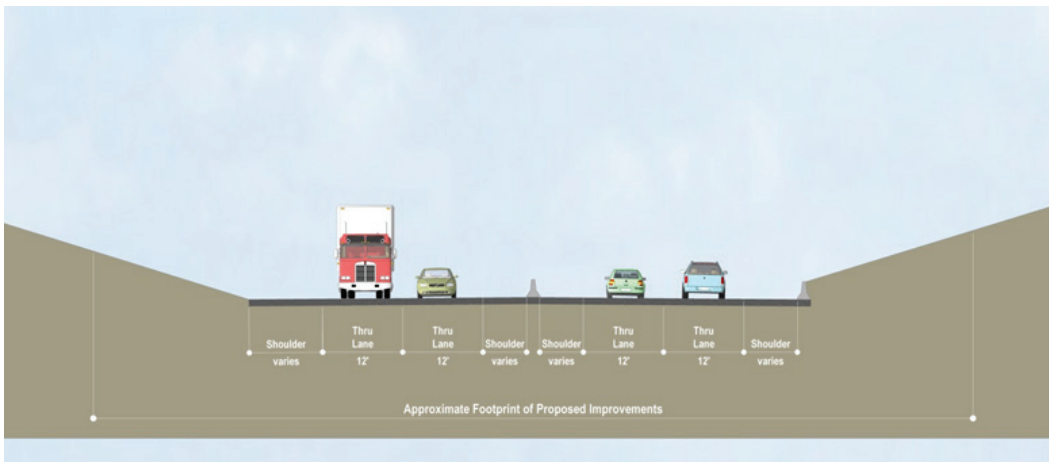 Shoulder
varies
Thru
Lane
12'
Thru
Lane
12'
Shoulder
varies
Shoulder
varies
Thru
Lane
12'
Thru
Lane
12'
Shoulder
varies
Approximate Footprint of Proposed Improvements